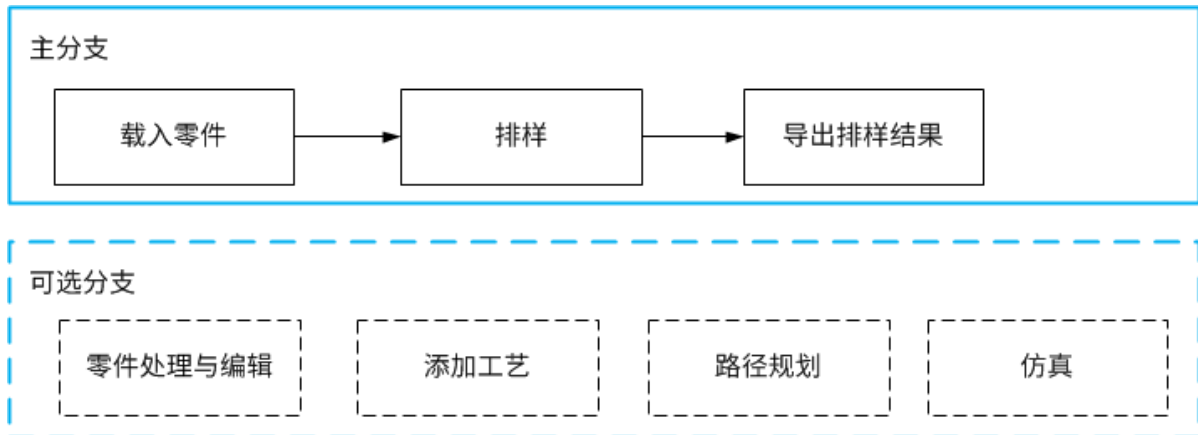 主分支
载入零件
排样
导出排样结果
可选分支
零件处理与编辑
添加工艺
路径规划
仿真